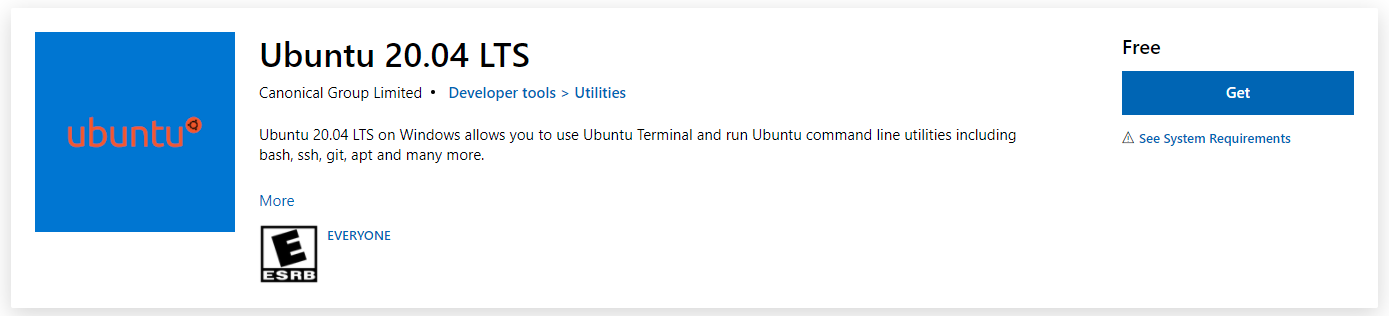 ubuntu
Ubuntu 20.04 LTS
Canonical Group Limited • Developer tools > Utilities
Ubuntu 20.04 LTS on Windows allows you to use Ubuntu Terminal and run Ubuntu command line utilities including
bash, ssh, git, apt and many more.
More
E
ESRB
EVERYONE
Free
Get
⚠ See System Requirements